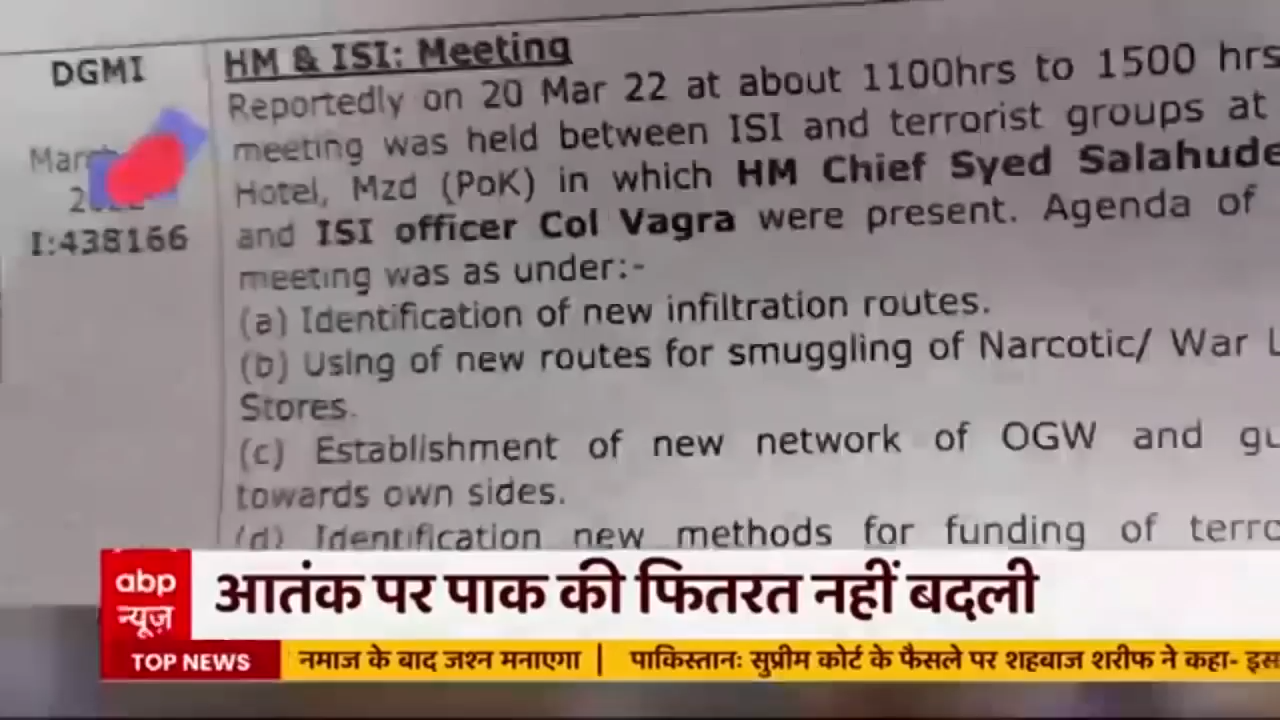 DGMI
Mar
I:438166
HM & ISI: Meeting
Reportedly on 20 Mar 22 at about 1100hrs to 1500 hrs
meeting was held between ISI and terrorist groups at
Hotel, Mzd (PoK) in which HM Chief Syed Salahude
and ISI officer Col Vagra were present. Agenda of
meeting was as under:-
(a) Identification of new infiltration routes.
(b) Using of new routes for smuggling of Narcotic/ War L
Stores.
(c) Establishment of new network of OGW and gu
towards own sides.
(d) Identification new methods for funding of terro
abp
न्यूज़
आतंक पर पाक की फितरत नहीं बदली
TOP NEWS
नमाज के बाद जश्न मनाएगा | पाकिस्तानः सुप्रीम कोर्ट के फैसले पर शहबाज शरीफ ने कहा- इस